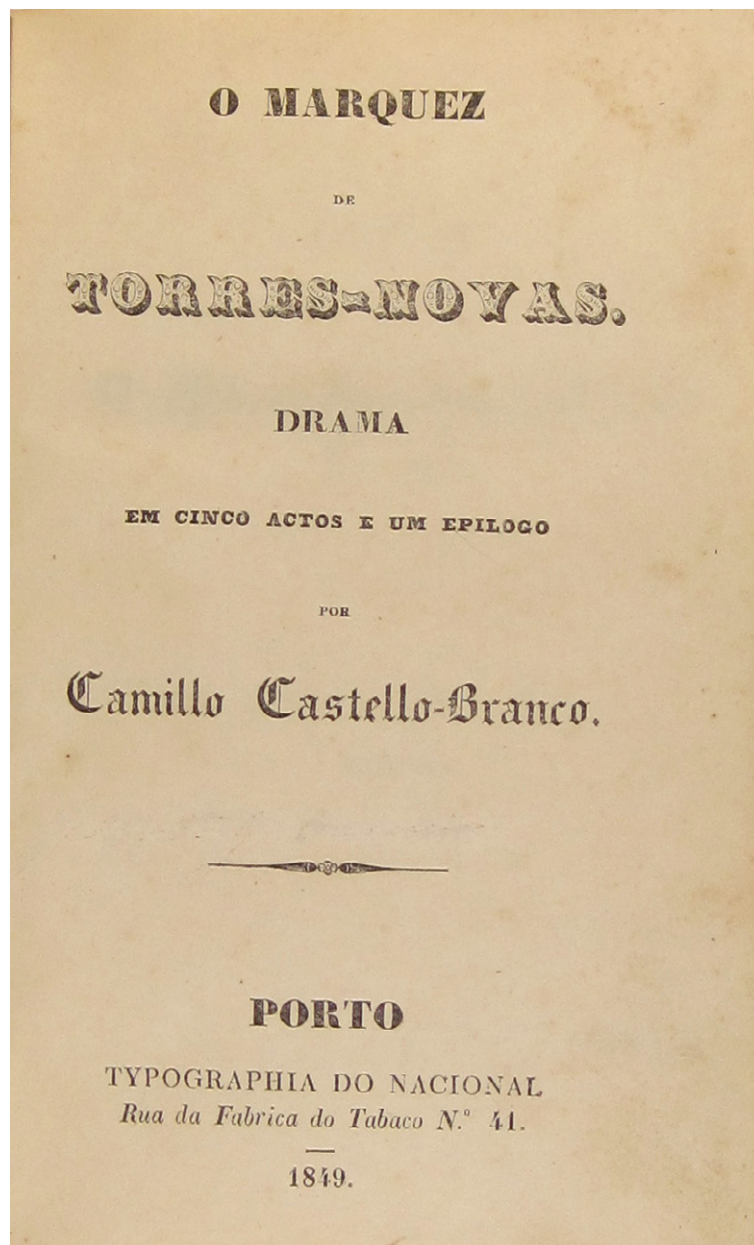 O MARQUEZ
DE
TORRES-NOVAS.
DRAMA
EM CINCO ACTOS E UM EPILOGO
POR
Camillo Castello-Branco.
PORTO
TYPOGRAPHIA DO NACIONAL
Rua da Fabrica do Tabaco N.º 41.
1849.